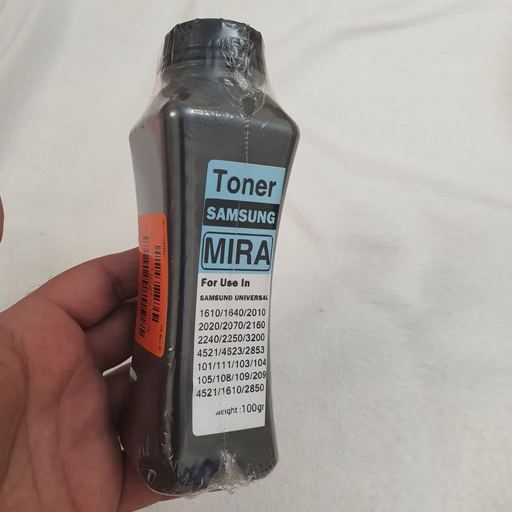 Toner
SAMSUNG
MIRA
For Use In
SAMSUND UNIVERSAL
1610/1640/2010
2020/2070/2160
2240/2250/3200
4521/4623/2853
101/111/103/104
105/108/109/209
4521/1610/2850
weight :100gr